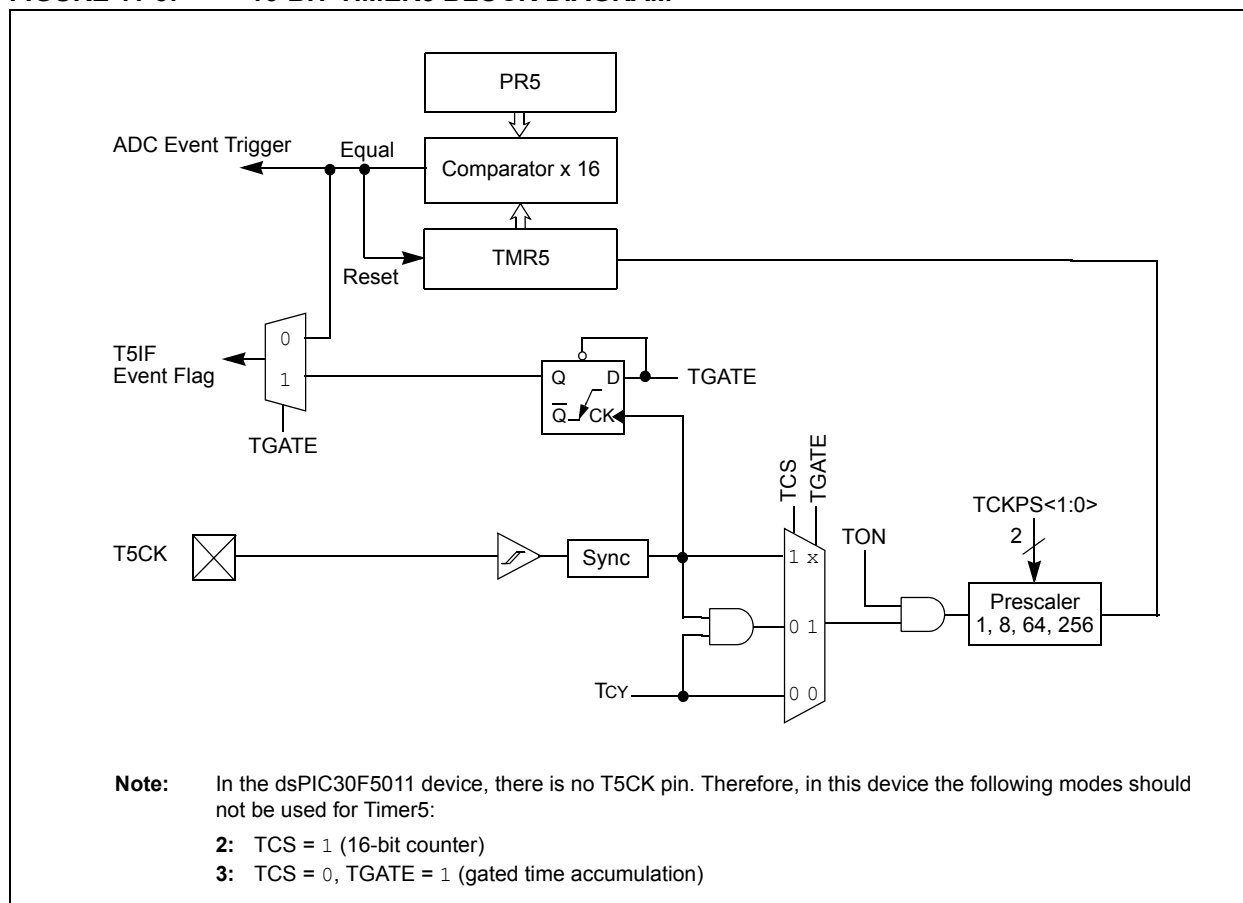 PR5
ADC Event Trigger
Equal
Comparator x 16
TMR5
Reset
0
T5IF
Event Flag
1
Q
D
TGATE
Q
CK
TGATE
TCS
TGATE
TCKPS<1:0>
2
TON
T5CK
Sync
1 x
Prescaler
1, 8, 64, 256
0 1
TCY
0 0
Note: In the dsPIC30F5011 device, there is no T5CK pin. Therefore, in this device the following modes should
not be used for Timer5:
2: TCS = 1 (16-bit counter)
3: TCS = 0, TGATE = 1 (gated time accumulation)